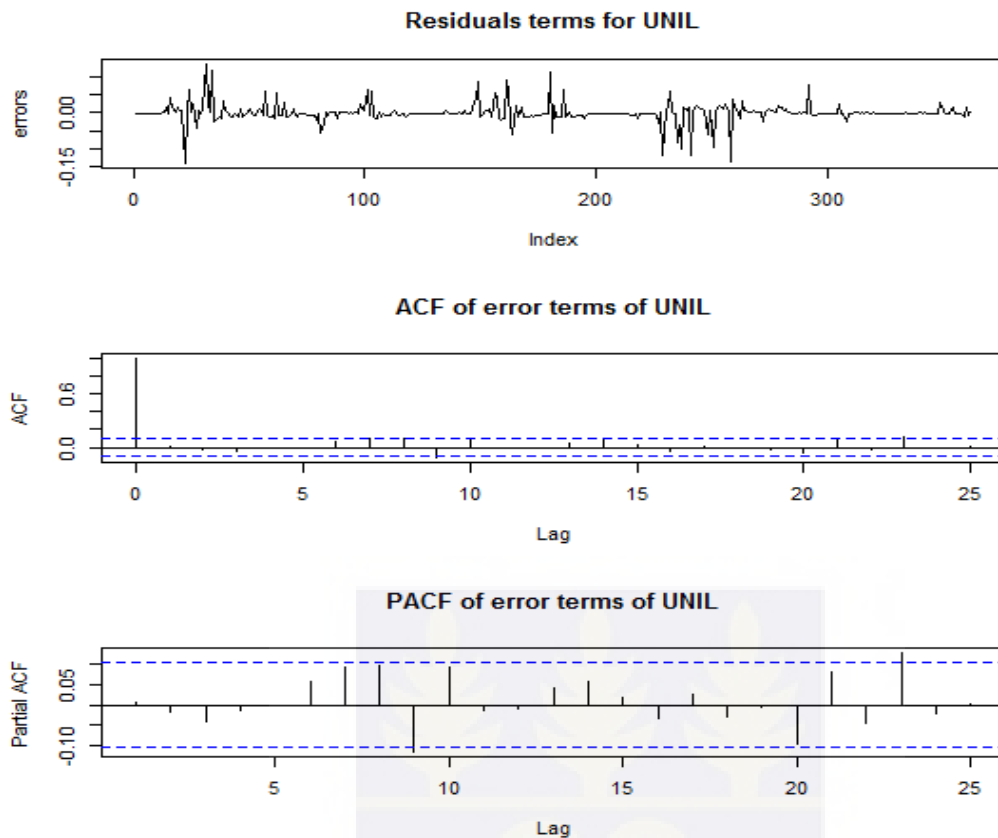 Residuals terms for UNIL
errors
0.00
-0.15
0 100 200 300
Index
ACF of error terms of UNIL
ACF
0.6
0.0
0 5 10 15 20 25
Lag
PACF of error terms of UNIL
Partial ACF
0.05
-0.10
5 10 15 20 25
Lag